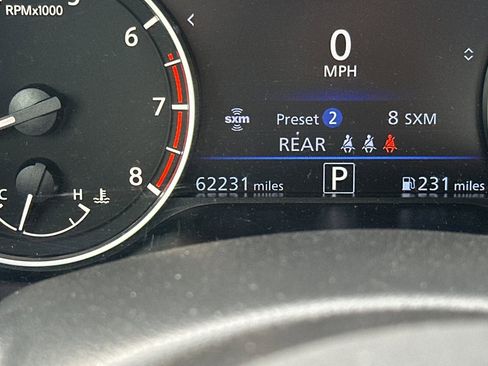 RPMx1000
6
7
8
C H
0
MPH
sxm Preset 2 8 SXM
REAR
62231 miles P 231 miles